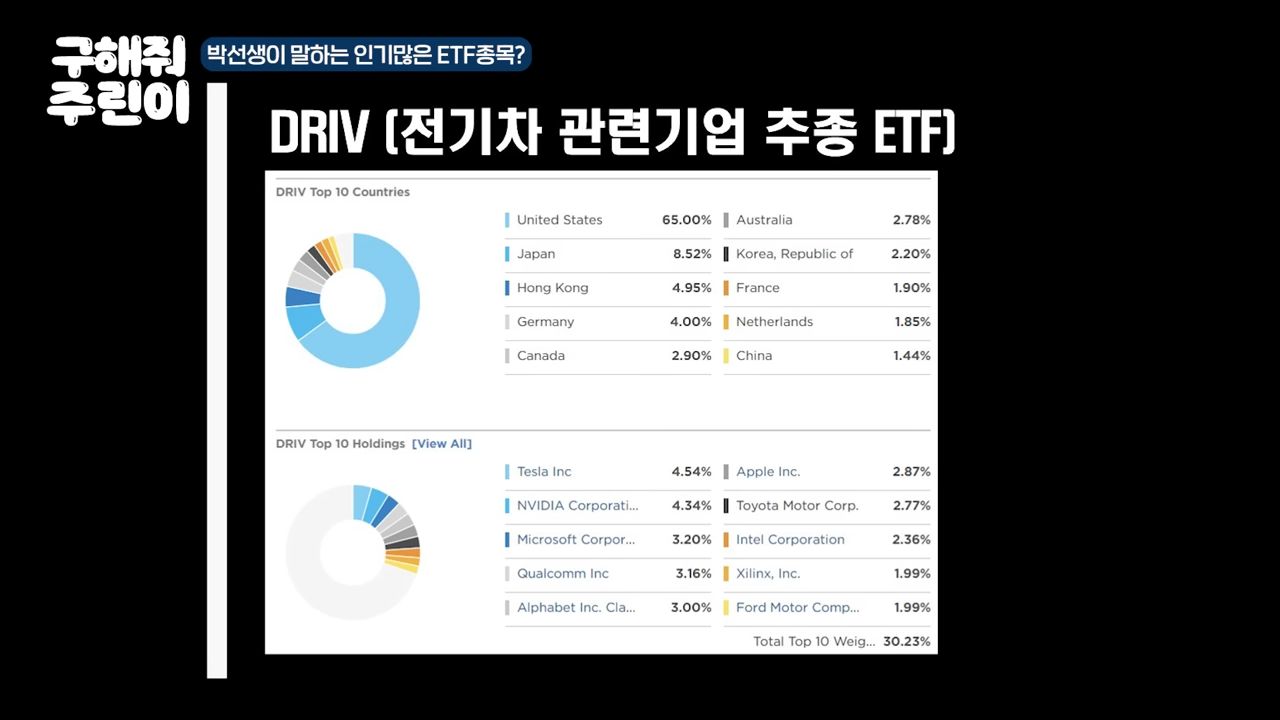 구해줘
주린이
박선생이 말하는 인기많은 ETF종목?
DRIV (전기차 관련기업 추종 ETF)
DRIV Top 10 Countries
United States 65.00% Australia 2.78%
Japan 8.52% Korea, Republic of 2.20%
Hong Kong 4.95% France 1.90%
Germany 4.00% Netherlands 1.85%
Canada 2.90% China 1.44%
DRIV Top 10 Holdings [View All]
Tesla Inc 4.54% Apple Inc. 2.87%
NVIDIA Corporati... 4.34% Toyota Motor Corp. 2.77%
Microsoft Corpor... 3.20% Intel Corporation 2.36%
Qualcomm Inc 3.16% Xilinx, Inc. 1.99%
Alphabet Inc. Cla... 3.00% Ford Motor Comp... 1.99%
Total Top 10 Weig... 30.23%